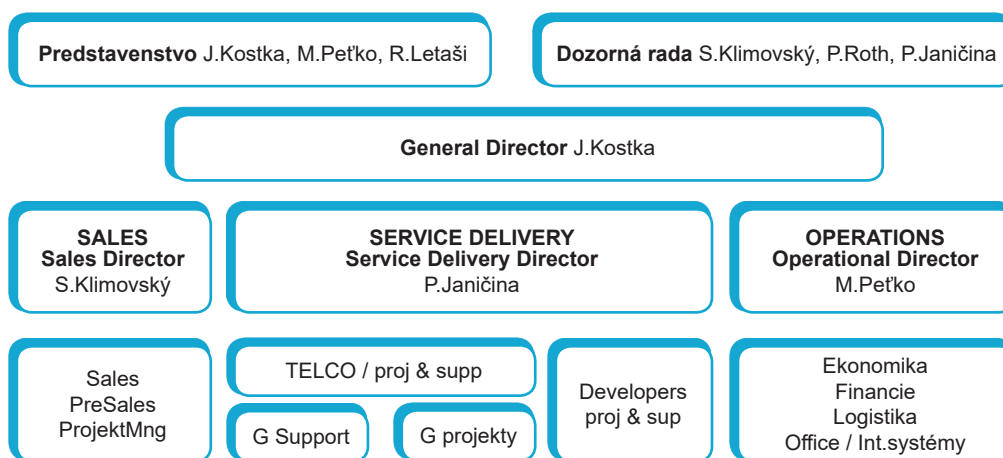 Predstavenstvo J.Kostka, M.Peťko, R.Letaši
Dozorná rada S.Klimovský, P.Roth, P.Janičina
General Director J.Kostka
SALES
Sales Director
S.Klimovský
SERVICE DELIVERY
Service Delivery Director
P.Janičina
OPERATIONS
Operational Director
M.Peťko
Sales
PreSales
ProjektMng
TELCO / proj & supp
G Support
G projekty
Developers
proj & sup
Ekonomika
Financie
Logistika
Office / Int.systémy